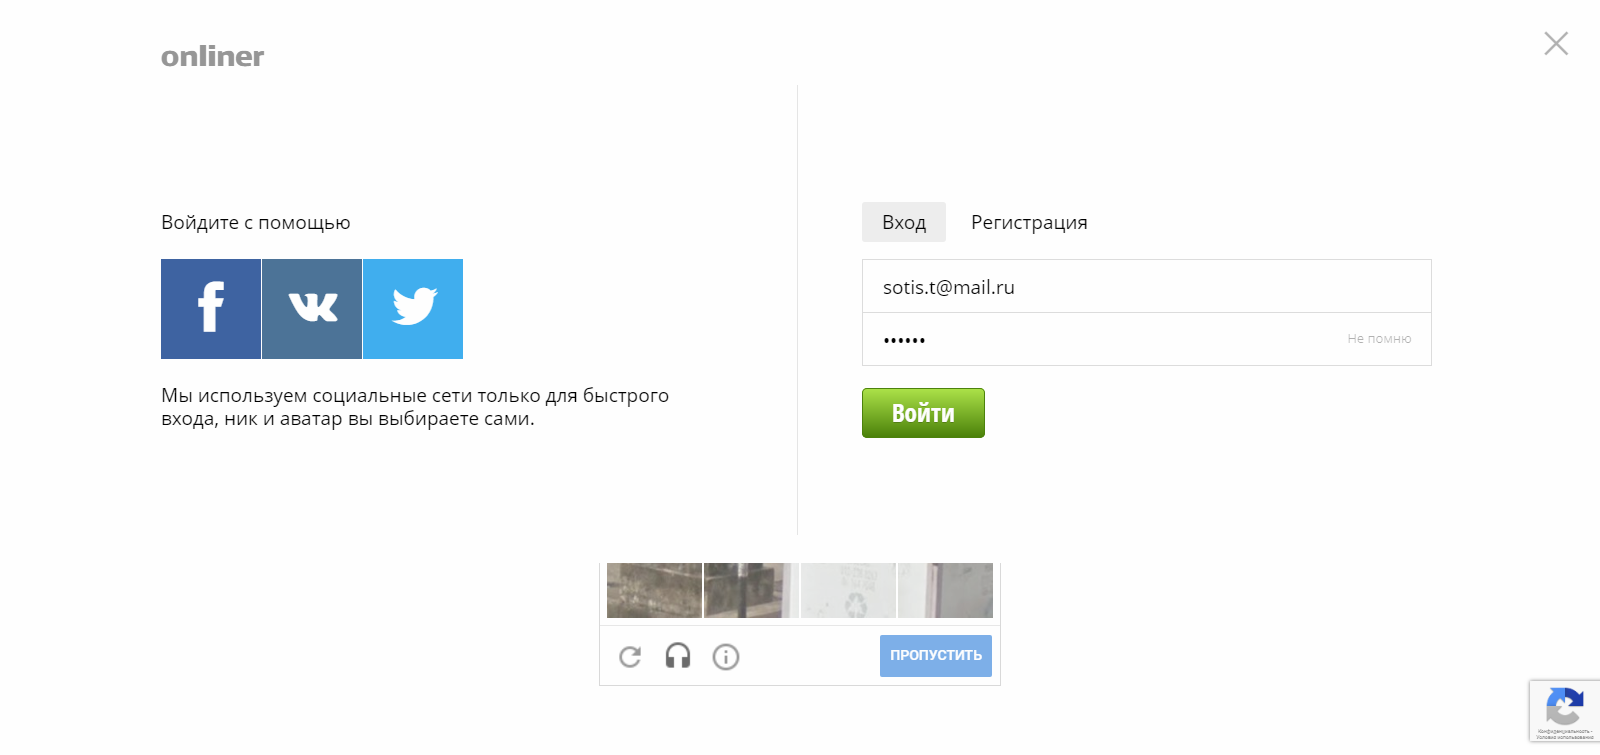 onliner
Войдите с помощью
Мы используем социальные сети только для быстрого
входа, ник и аватар вы выбираете сами.
Вход
Регистрация
sotis.t@mail.ru
••••••
Не помню
Войти
ПРОПУСТИТЬ
Конфиденциальность -
Условия использования